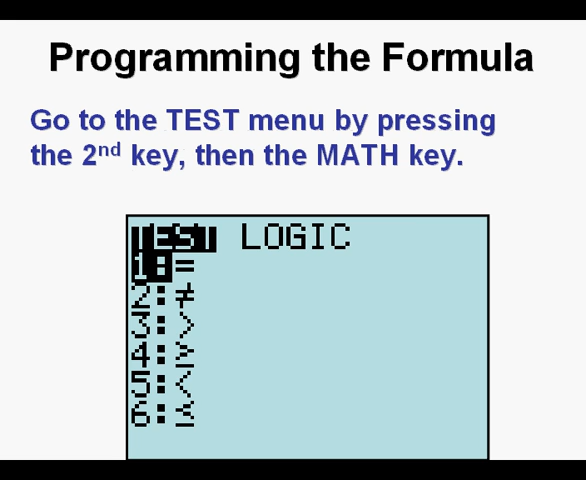 Programming the Formula
Go to the TEST menu by pressing
the 2nd key, then the MATH key.
TEST LOGIC
1:=
2:≠
3:>
4:≥
5:<
6:≤